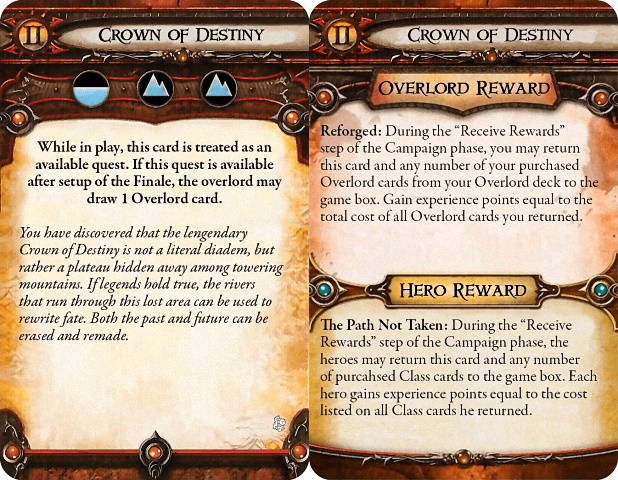 II
CROWN OF DESTINY
While in play, this card is treated as an
available quest. If this quest is available
after setup of the Finale, the overlord may
draw 1 Overlord card.
You have discovered that the lengendary
Crown of Destiny is not a literal diadem, but
rather a plateau hidden away among towering
mountains. If legends hold true, the rivers
that run through this lost area can be used to
rewrite fate. Both the past and future can be
erased and remade.
II
CROWN OF DESTINY
OVERLORD REWARD
Reforged: During the “Receive Rewards”
step of the Campaign phase, you may return
this card and any number of your purchased
Overlord cards from your Overlord deck to the
game box. Gain experience points equal to the
total cost of all Overlord cards you returned.
HERO REWARD
The Path Not Taken: During the “Receive
Rewards” step of the Campaign phase, the
heroes may return this card and any number
of purcahsed Class cards to the game box. Each
hero gains experience points equal to the cost
listed on all Class cards he returned.